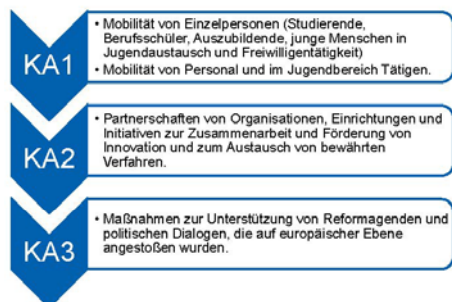 KA1
• Mobilität von Einzelpersonen (Studierende,
Berufsschüler, Auszubildende, junge Menschen in
Jugendaustausch und Freiwilligentätigkeit)
• Mobilität von Personal und im Jugendbereich Tätigen.
KA2
• Partnerschaften von Organisationen, Einrichtungen und
Initiativen zur Zusammenarbeit und Förderung von
Innovation und zum Austausch von bewährten
Verfahren.
KA3
• Maßnahmen zur Unterstützung von Reformagenden und
politischen Dialogen, die auf europäischer Ebene
angestoßen wurden.